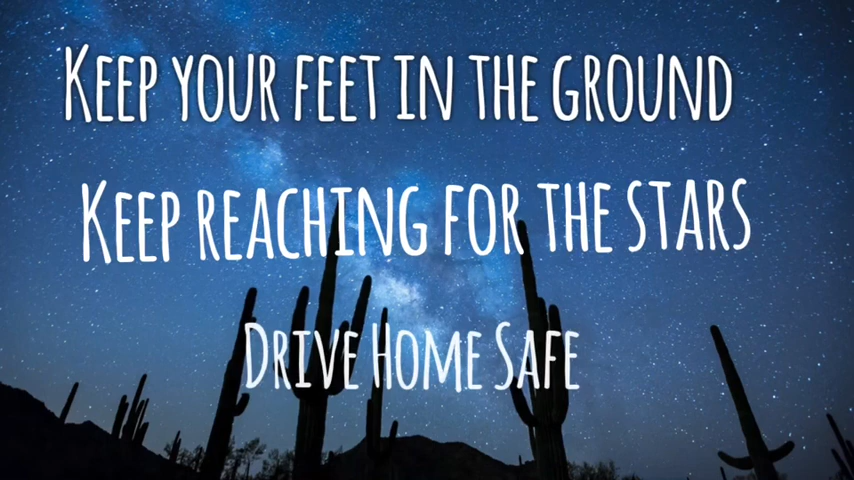 Keep your feet in the ground
Keep reaching for the stars
Drive Home Safe